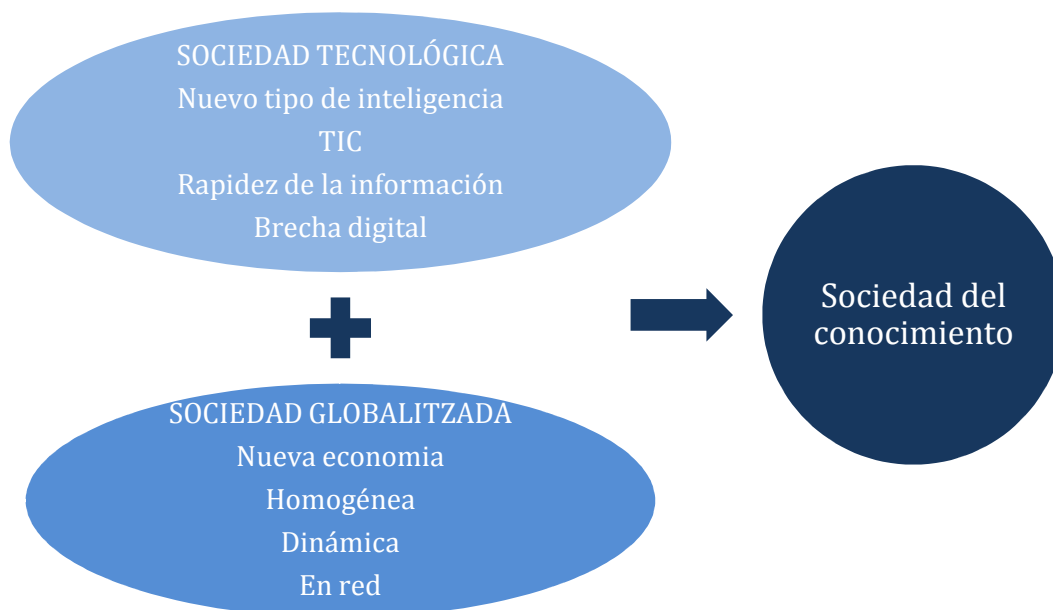 SOCIEDAD TECNOLÓGICA
Nuevo tipo de inteligencia
TIC
Rapidez de la información
Brecha digital
SOCIEDAD GLOBALITZADA
Nueva economia
Homogénea
Dinámica
En red
Sociedad del
conocimiento